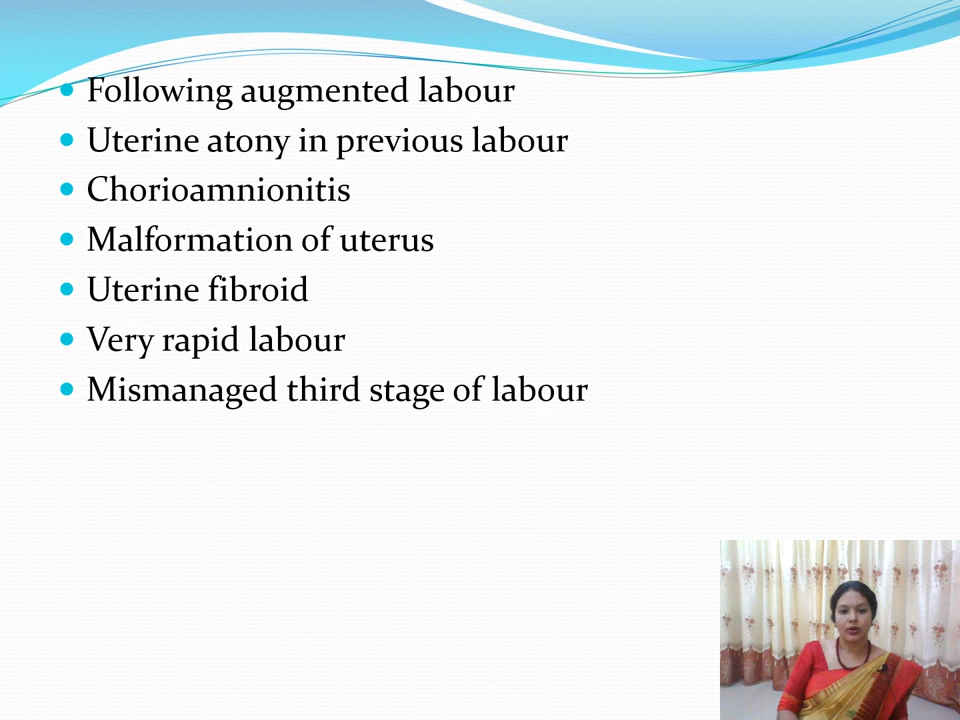 Following augmented labour
Uterine atony in previous labour
Chorioamnionitis
Malformation of uterus
Uterine fibroid
Very rapid labour
Mismanaged third stage of labour